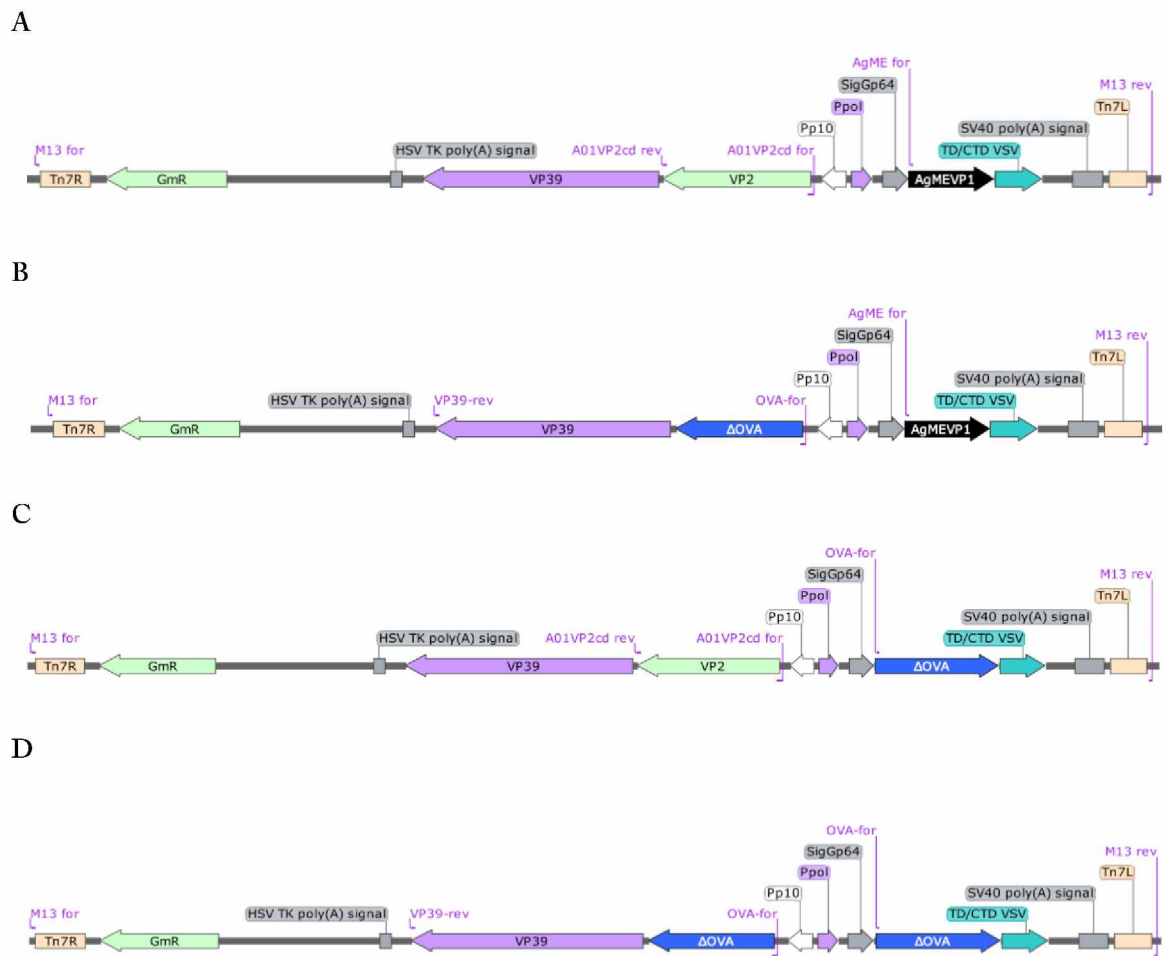 A
AgME for
SigGp64
M13 rev
Ppol
Tn7L
Pp10
SV40 poly(A) signal
M13 for
HSV TK poly(A) signal
A01VP2cd rev
A01VP2cd for
TD/CTD VSV
Tn7R
GmR
VP39
VP2
AgMEVP1
B
AgME for
SigGp64
M13 rev
Ppol
Tn7L
Pp10
SV40 poly(A) signal
M13 for
HSV TK poly(A) signal
VP39-rev
OVA-for
TD/CTD VSV
Tn7R
GmR
VP39
ΔOVA
AgMEVP1
C
OVA-for
SigGp64
M13 rev
Ppol
Tn7L
Pp10
SV40 poly(A) signal
M13 for
HSV TK poly(A) signal
A01VP2cd rev
A01VP2cd for
TD/CTD VSV
Tn7R
GmR
VP39
VP2
ΔOVA
D
OVA-for
SigGp64
M13 rev
Ppol
Tn7L
Pp10
SV40 poly(A) signal
M13 for
HSV TK poly(A) signal
VP39-rev
OVA-for
TD/CTD VSV
Tn7R
GmR
VP39
ΔOVA
ΔOVA